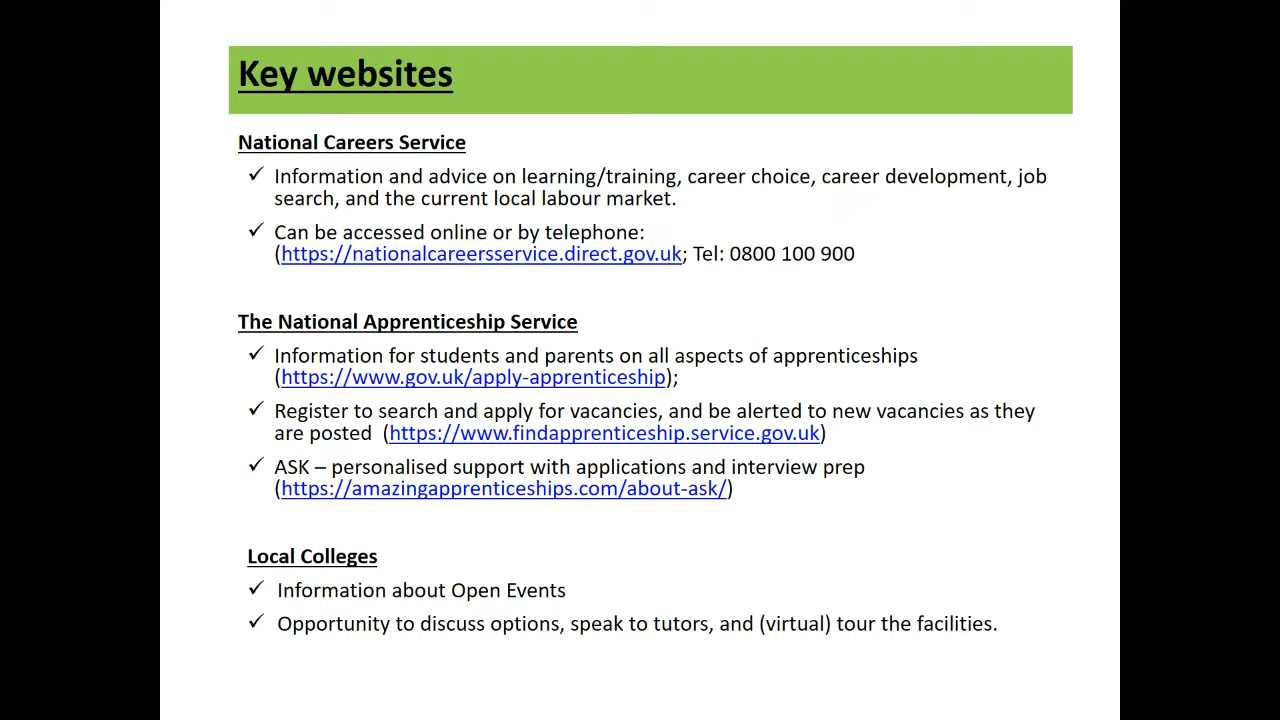 Key websites
National Careers Service
✓ Information and advice on learning/training, career choice, career development, job
search, and the current local labour market.
✓ Can be accessed online or by telephone:
(https://nationalcareersservice.direct.gov.uk; Tel: 0800 100 900
The National Apprenticeship Service
✓ Information for students and parents on all aspects of apprenticeships
(https://www.gov.uk/apply-apprenticeship);
✓ Register to search and apply for vacancies, and be alerted to new vacancies as they
are posted (https://www.findapprenticeship.service.gov.uk)
✓ ASK – personalised support with applications and interview prep
(https://amazingapprenticeships.com/about-ask/)
Local Colleges
✓ Information about Open Events
✓ Opportunity to discuss options, speak to tutors, and (virtual) tour the facilities.